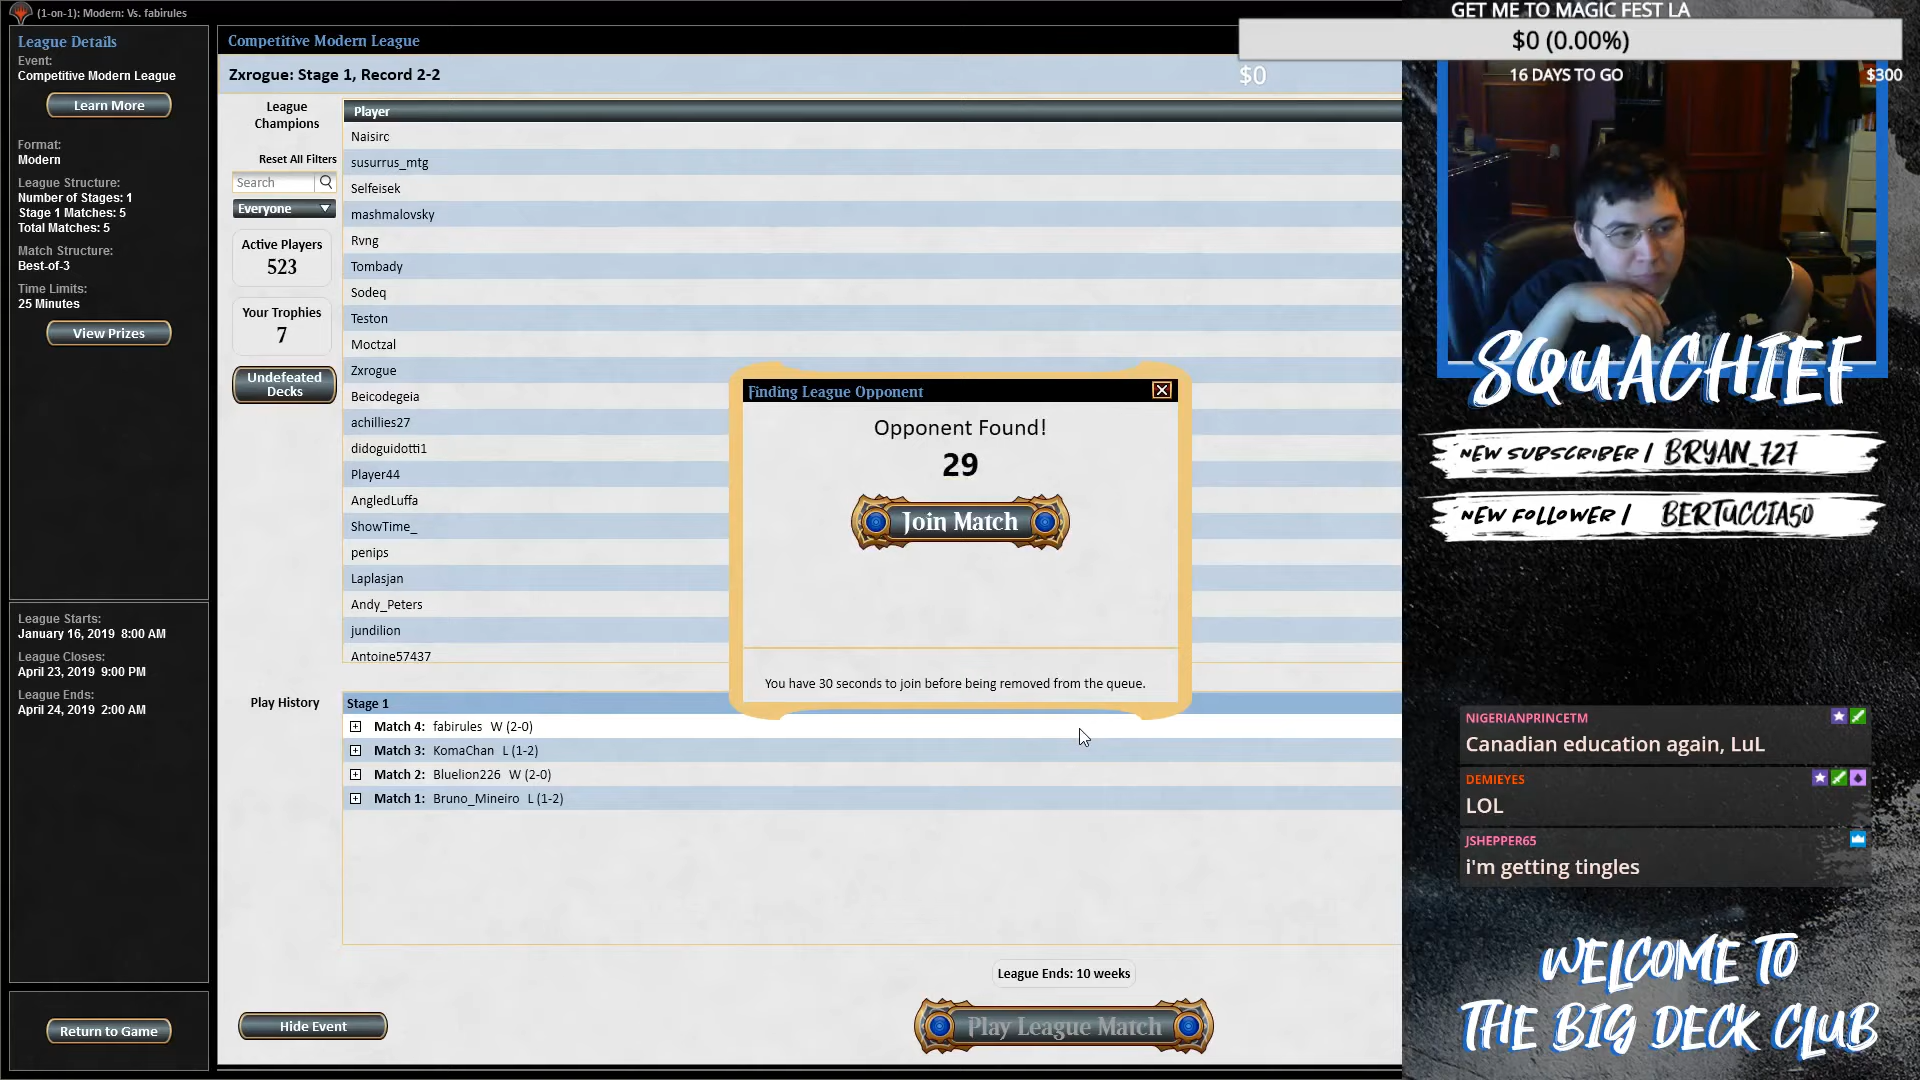 (1-on-1): Modern: Vs. fabirules
League Details
Event:
Competitive Modern League
Learn More
Format:
Modern
League Structure:
Number of Stages: 1
Stage 1 Matches: 5
Total Matches: 5
Match Structure:
Best-of-3
Time Limits:
25 Minutes
View Prizes
League Starts:
January 16, 2019 8:00 AM
League Closes:
April 23, 2019 9:00 PM
League Ends:
April 24, 2019 2:00 AM
Return to Game
Competitive Modern League
Zxrogue: Stage 1, Record 2-2
League
Champions
Reset All Filters
Search
Everyone
Active Players
523
Your Trophies
7
Undefeated
Decks
Player
Naisirc
susurrus_mtg
Selfeisek
mashmalovsky
Rvng
Tombady
Sodeq
Teston
Moctzal
Zxrogue
Beicodegeia
achillies27
didoguidotti1
Player44
AngledLuffa
ShowTime_
penips
Laplasjan
Andy_Peters
jundilion
Antoine57437
Finding League Opponent
Opponent Found!
29
Join Match
You have 30 seconds to join before being removed from the queue.
Play History
Stage 1
Match 4: fabirules W (2-0)
Match 3: KomaChan L (1-2)
Match 2: Bluelion226 W (2-0)
Match 1: Bruno_Mineiro L (1-2)
League Ends: 10 weeks
Hide Event
Play League Match
GET ME TO MAGIC FEST LA
$0 (0.00%)
$0
16 DAYS TO GO
$300
SQUACHIEF
NEW SUBSCRIBER / BRYAN_727
NEW FOLLOWER / BERTUCCIA50
NIGERIANPRINCETM
Canadian education again, LuL
DEMIEYES
LOL
JSHEPPER65
i'm getting tingles
WELCOME TO
THE BIG DECK CLUB